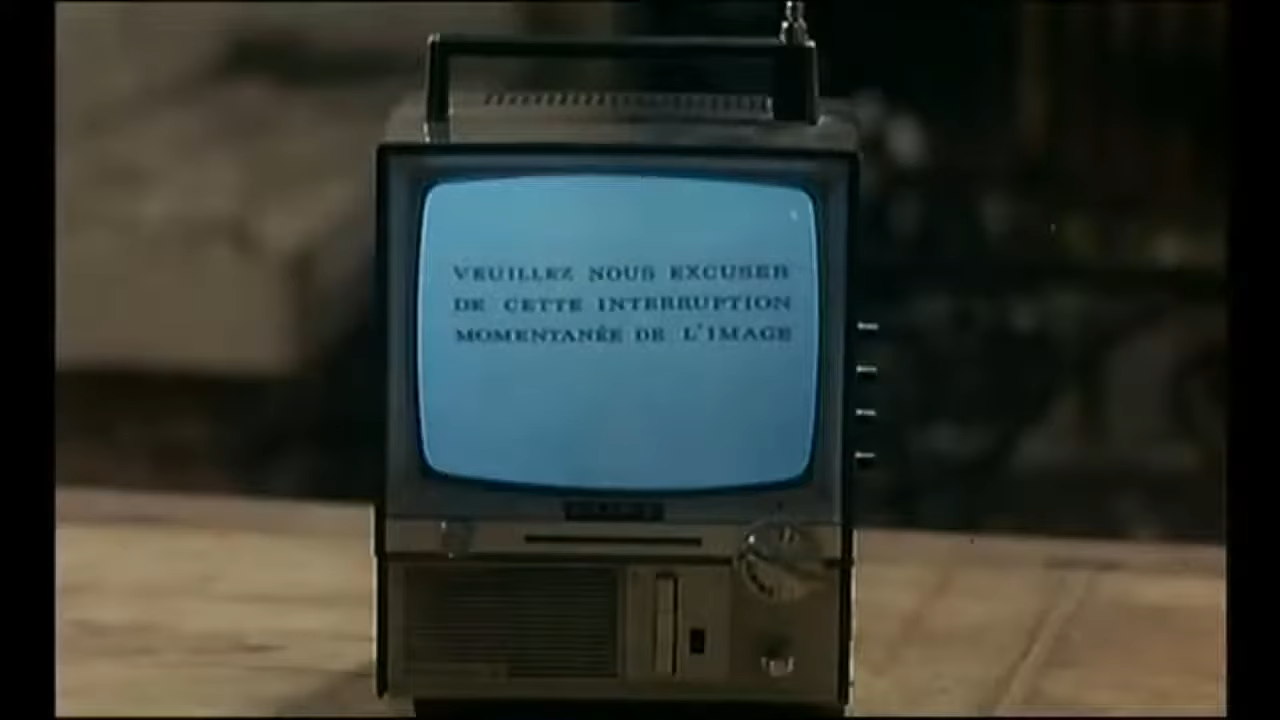 VEUILLEZ NOUS EXCUSER
DE CETTE INTERRUPTION
MOMENTANÉE DE L'IMAGE